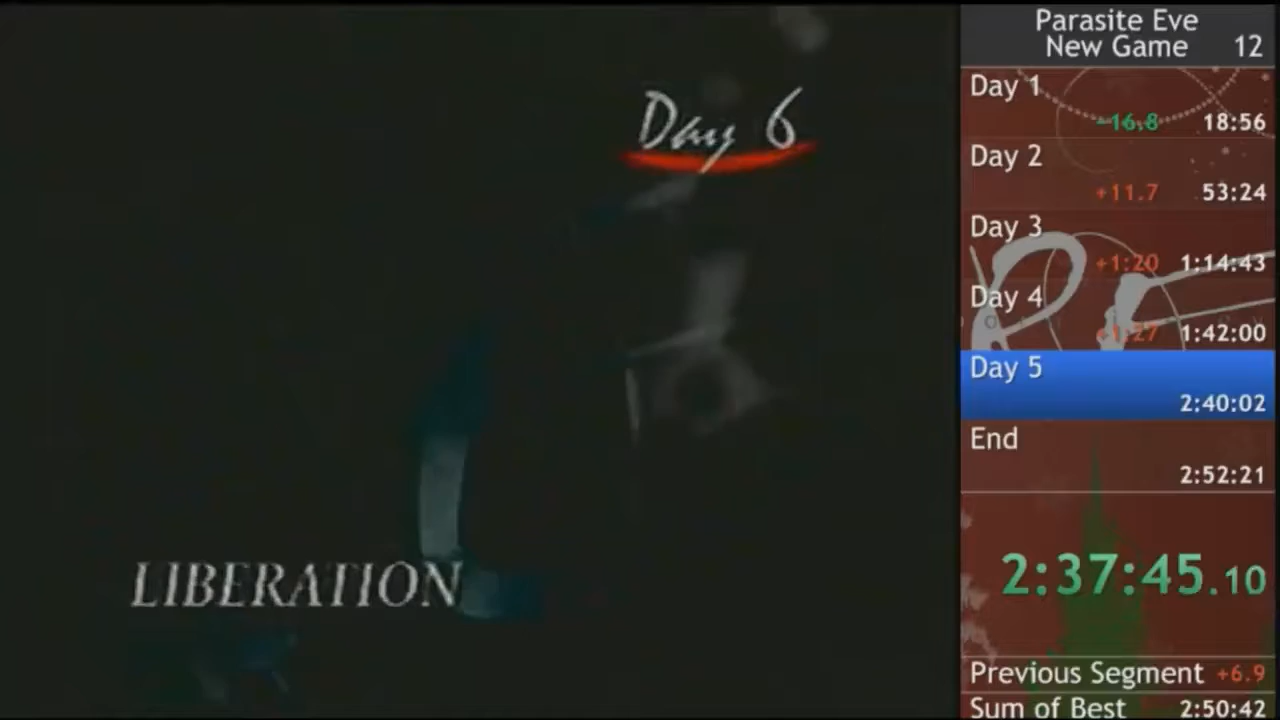 Day 6
LIBERATION
Parasite Eve
New Game 12
Day 1
-16.8 18:56
Day 2
+11.7 53:24
Day 3
+1:20 1:14:43
Day 4
+1:27 1:42:00
Day 5
2:40:02
End
2:52:21
2:37:45.10
Previous Segment +6.9
Sum of Best 2:50:42